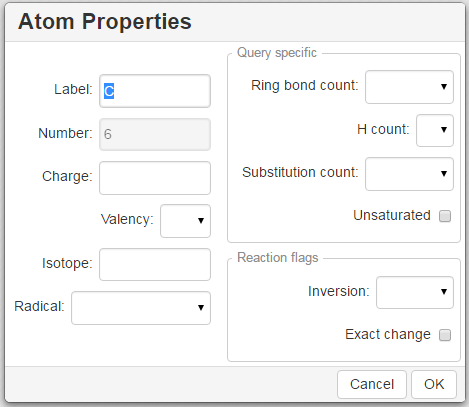 Atom Properties
Label: C
Number: 6
Charge:
Valency:
Isotope:
Radical:
Query specific
Ring bond count:
H count:
Substitution count:
Unsaturated
Reaction flags
Inversion:
Exact change
Cancel OK